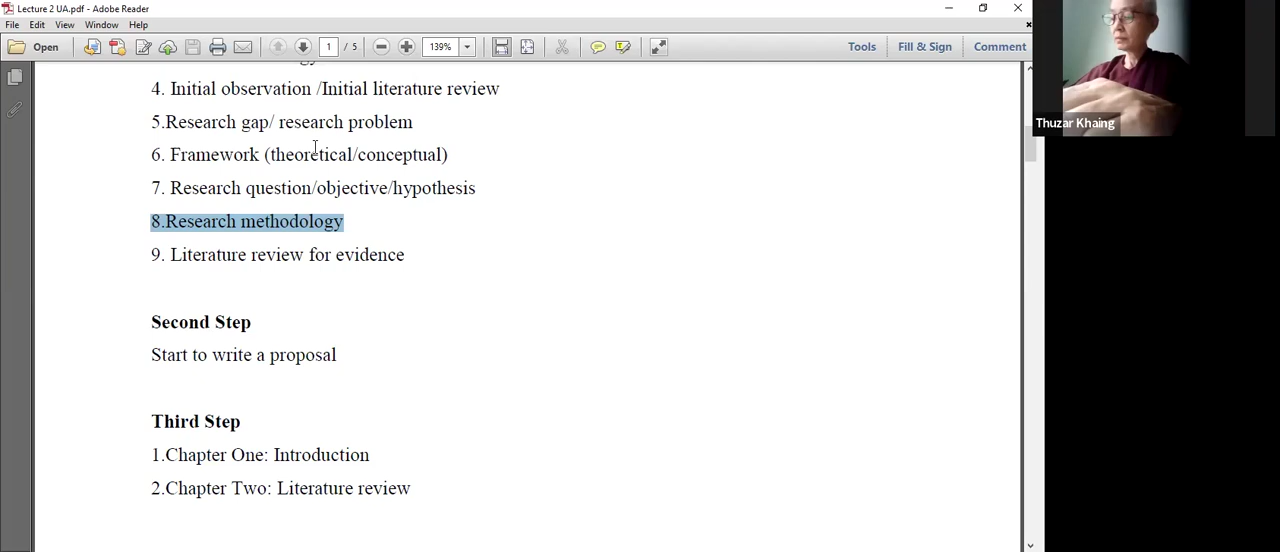 Lecture 2 UA.pdf - Adobe Reader
File Edit View Window Help
Open 1 / 5 139% Tools Fill & Sign Comment
4. Initial observation /Initial literature review
5.Research gap/ research problem
6. Framework (theoretical/conceptual)
7. Research question/objective/hypothesis
8.Research methodology
9. Literature review for evidence
Second Step
Start to write a proposal
Third Step
1.Chapter One: Introduction
2.Chapter Two: Literature review
Thuzar Khaing